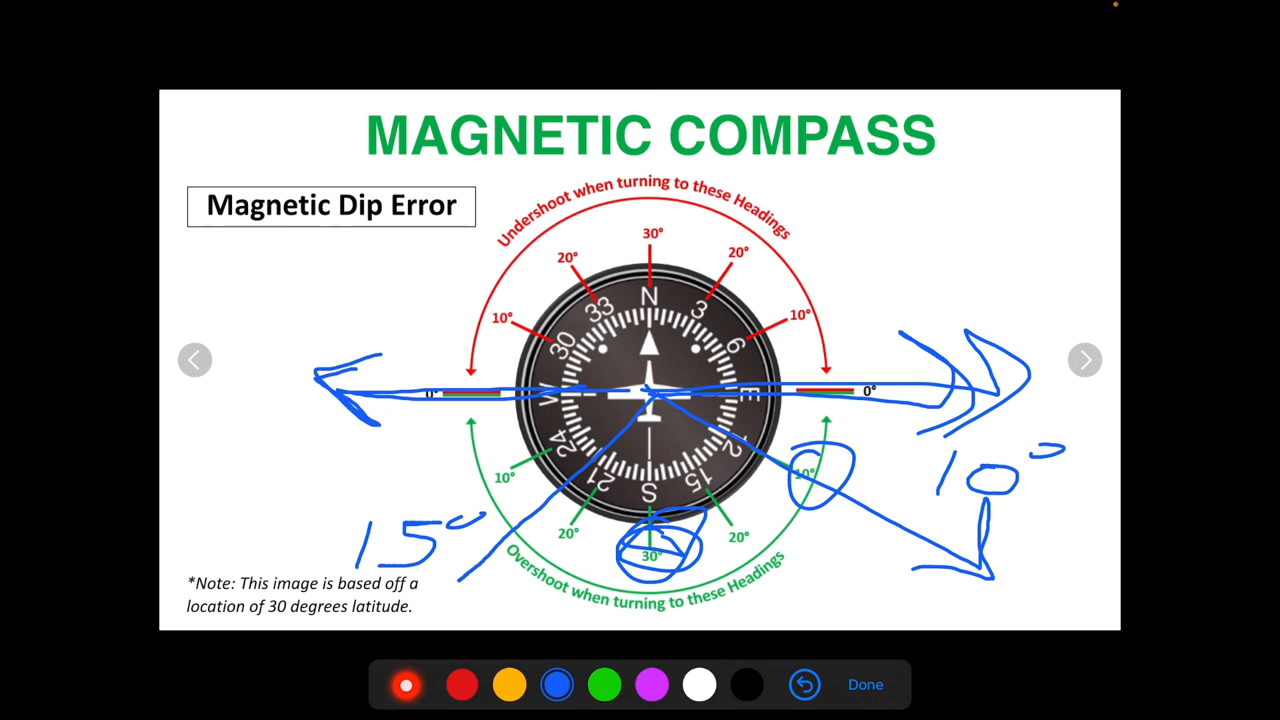 MAGNETIC COMPASS
Magnetic Dip Error
Undershoot when turning to these Headings
30°
20°
20°
10°
10°
N
33
3
30
6
0°
W
E
0°
24
12
21
15
S
10°
10°
10°
15°
20°
30°
20°
Overshoot when turning to these Headings
*Note: This image is based off a
location of 30 degrees latitude.
Done